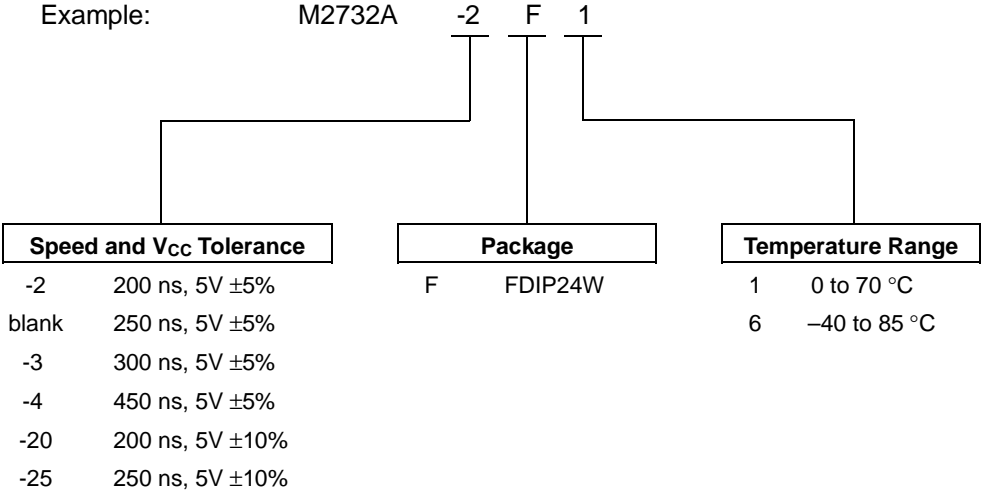 Example: M2732A -2 F 1
Speed and VCC Tolerance
-2 200 ns, 5V ±5%
blank 250 ns, 5V ±5%
-3 300 ns, 5V ±5%
-4 450 ns, 5V ±5%
-20 200 ns, 5V ±10%
-25 250 ns, 5V ±10%
Package
F FDIP24W
Temperature Range
1 0 to 70 °C
6 –40 to 85 °C